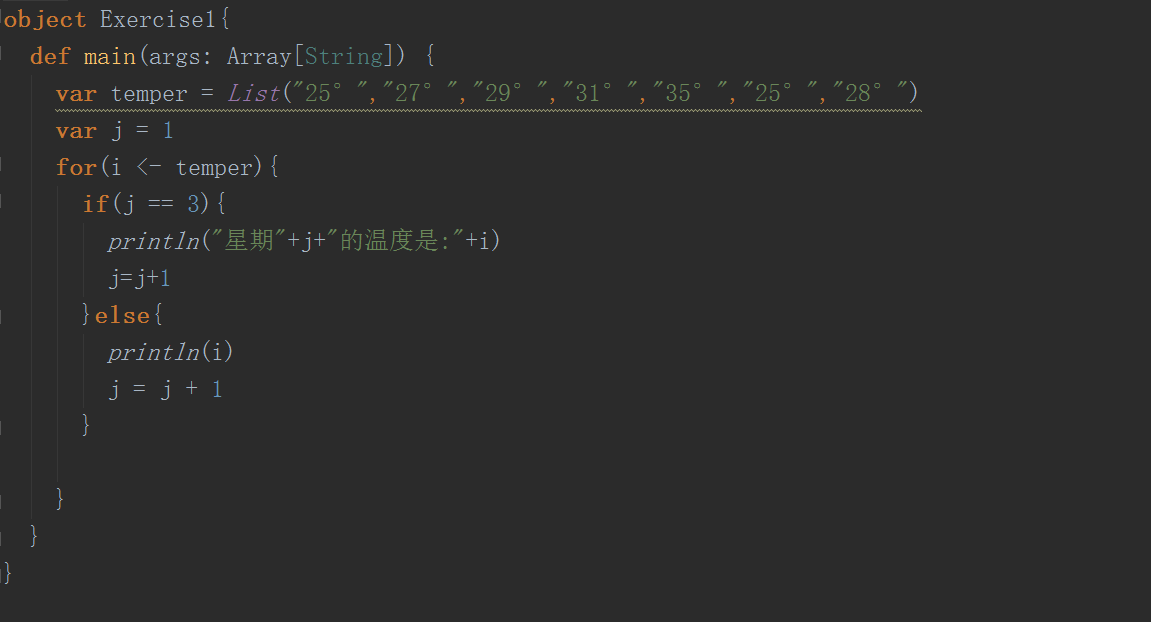 object Exercise1{
def main(args: Array[String]) {
var temper = List("25°","27°","29°","31°","35°","25°","28°")
var j = 1
for(i <- temper){
if(j == 3){
println("星期"+j+"的温度是:"+i)
j=j+1
}else{
println(i)
j = j + 1
}
}
}
}